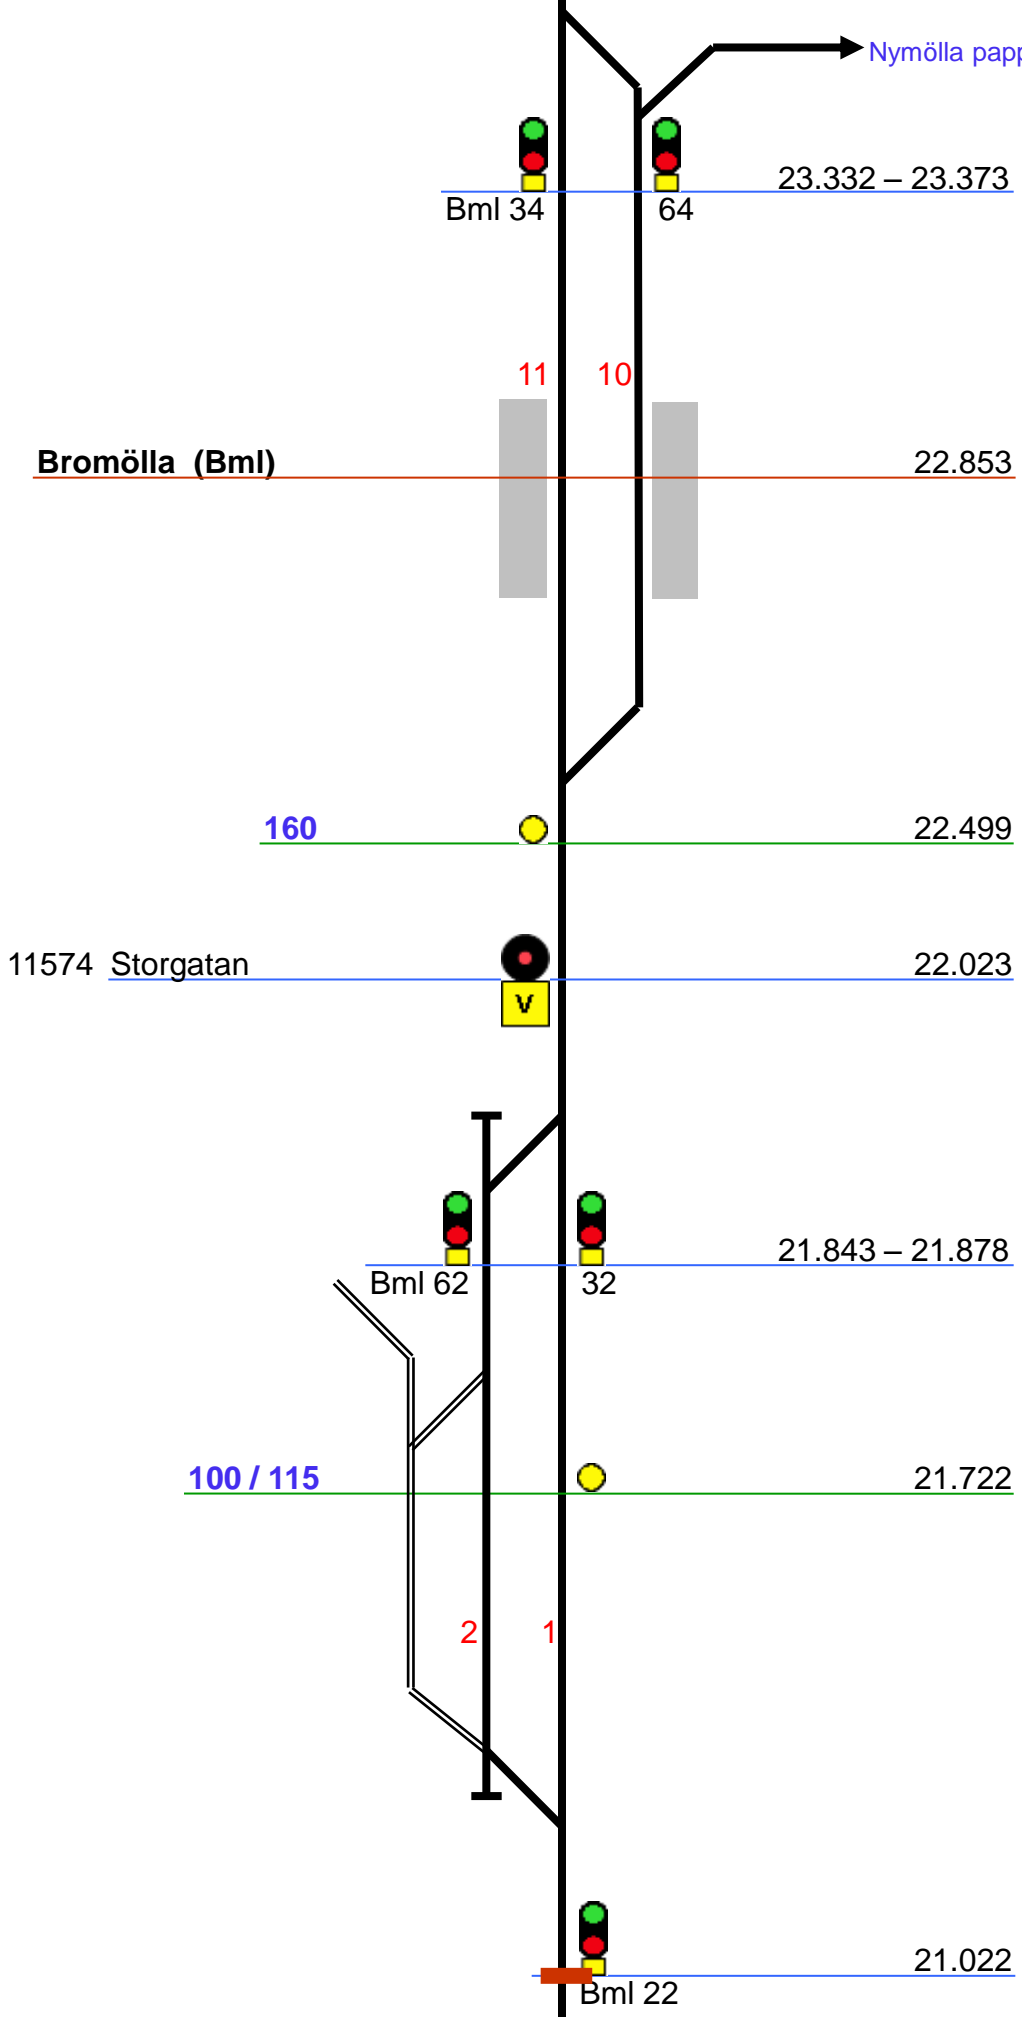 Nymölla papp
23.332 – 23.373
Bml 34
64
11
10
Bromölla (Bml)
22.853
160
22.499
11574 Storgatan
22.023
V
21.843 – 21.878
Bml 62
32
100 / 115
21.722
2
1
21.022
Bml 22